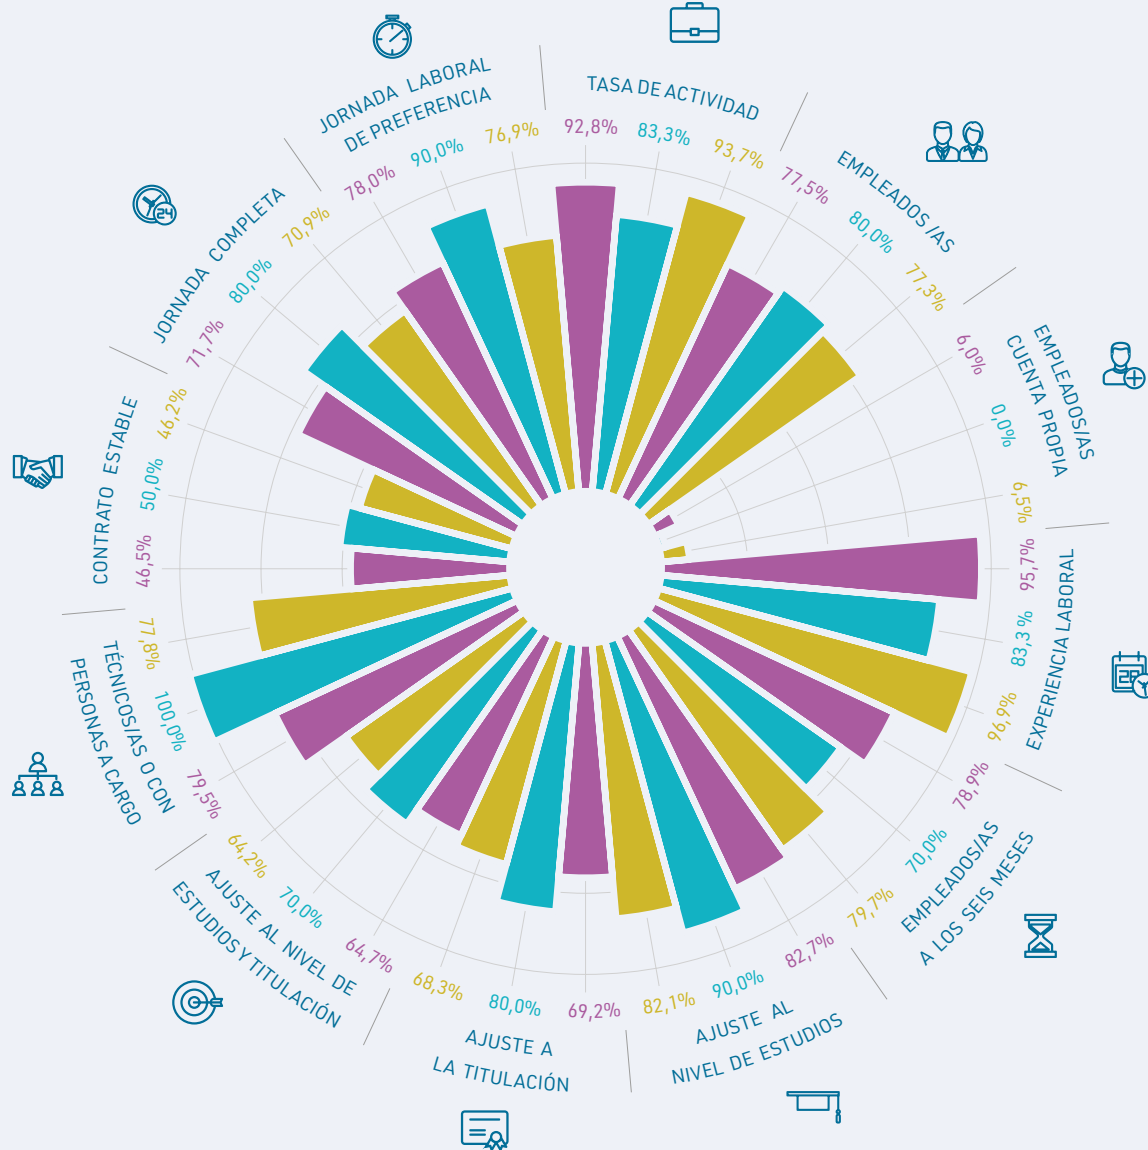 TASA DE ACTIVIDAD
92,8%
83,3%
93,7%
EMPLEADOS/AS
77,5%
80,0%
77,3%
EMPLEADOS/AS
CUENTA PROPIA
6,0%
0,0%
6,5%
EXPERIENCIA LABORAL
95,7%
83,3 %
96,9%
EMPLEADOS/AS
A LOS SEIS MESES
78,9%
70,0%
79,7%
AJUSTE AL
NIVEL DE ESTUDIOS
82,7%
90,0%
82,1%
AJUSTE A
LA TITULACIÓN
69,2%
80,0%
68,3%
AJUSTE AL NIVEL DE
ESTUDIOS Y TITULACIÓN
64,7%
70,0%
64,2%
TÉCNICOS/AS O CON
PERSONAS A CARGO
79,5%
100,0%
77,8%
CONTRATO ESTABLE
46,5%
50,0%
46,2%
JORNADA COMPLETA
71,7%
80,0%
70,9%
JORNADA LABORAL
DE PREFERENCIA
78,0%
90,0%
76,9%
24